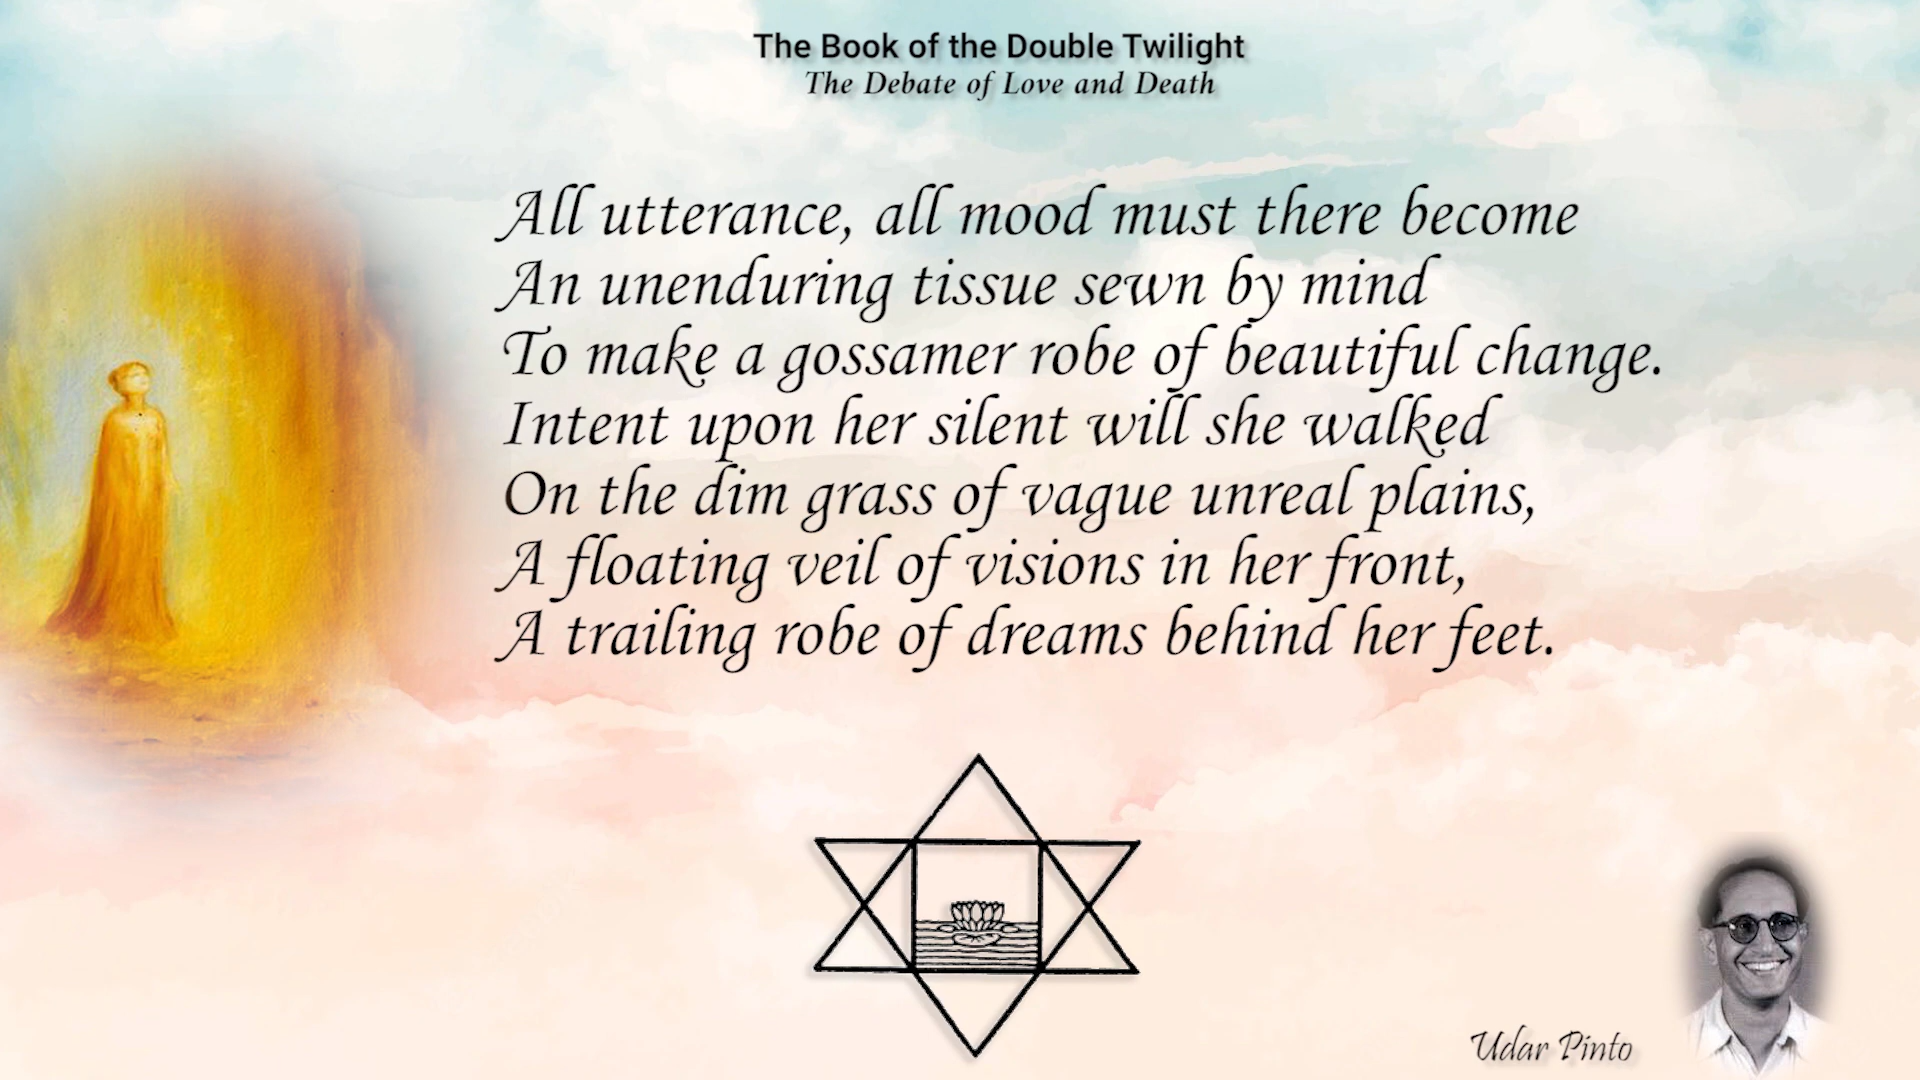 The Book of the Double Twilight
The Debate of Love and Death
All utterance, all mood must there become
An unenduring tissue sewn by mind
To make a gossamer robe of beautiful change.
Intent upon her silent will she walked
On the dim grass of vague unreal plains,
A floating veil of visions in her front,
A trailing robe of dreams behind her feet.
Udar Pinto